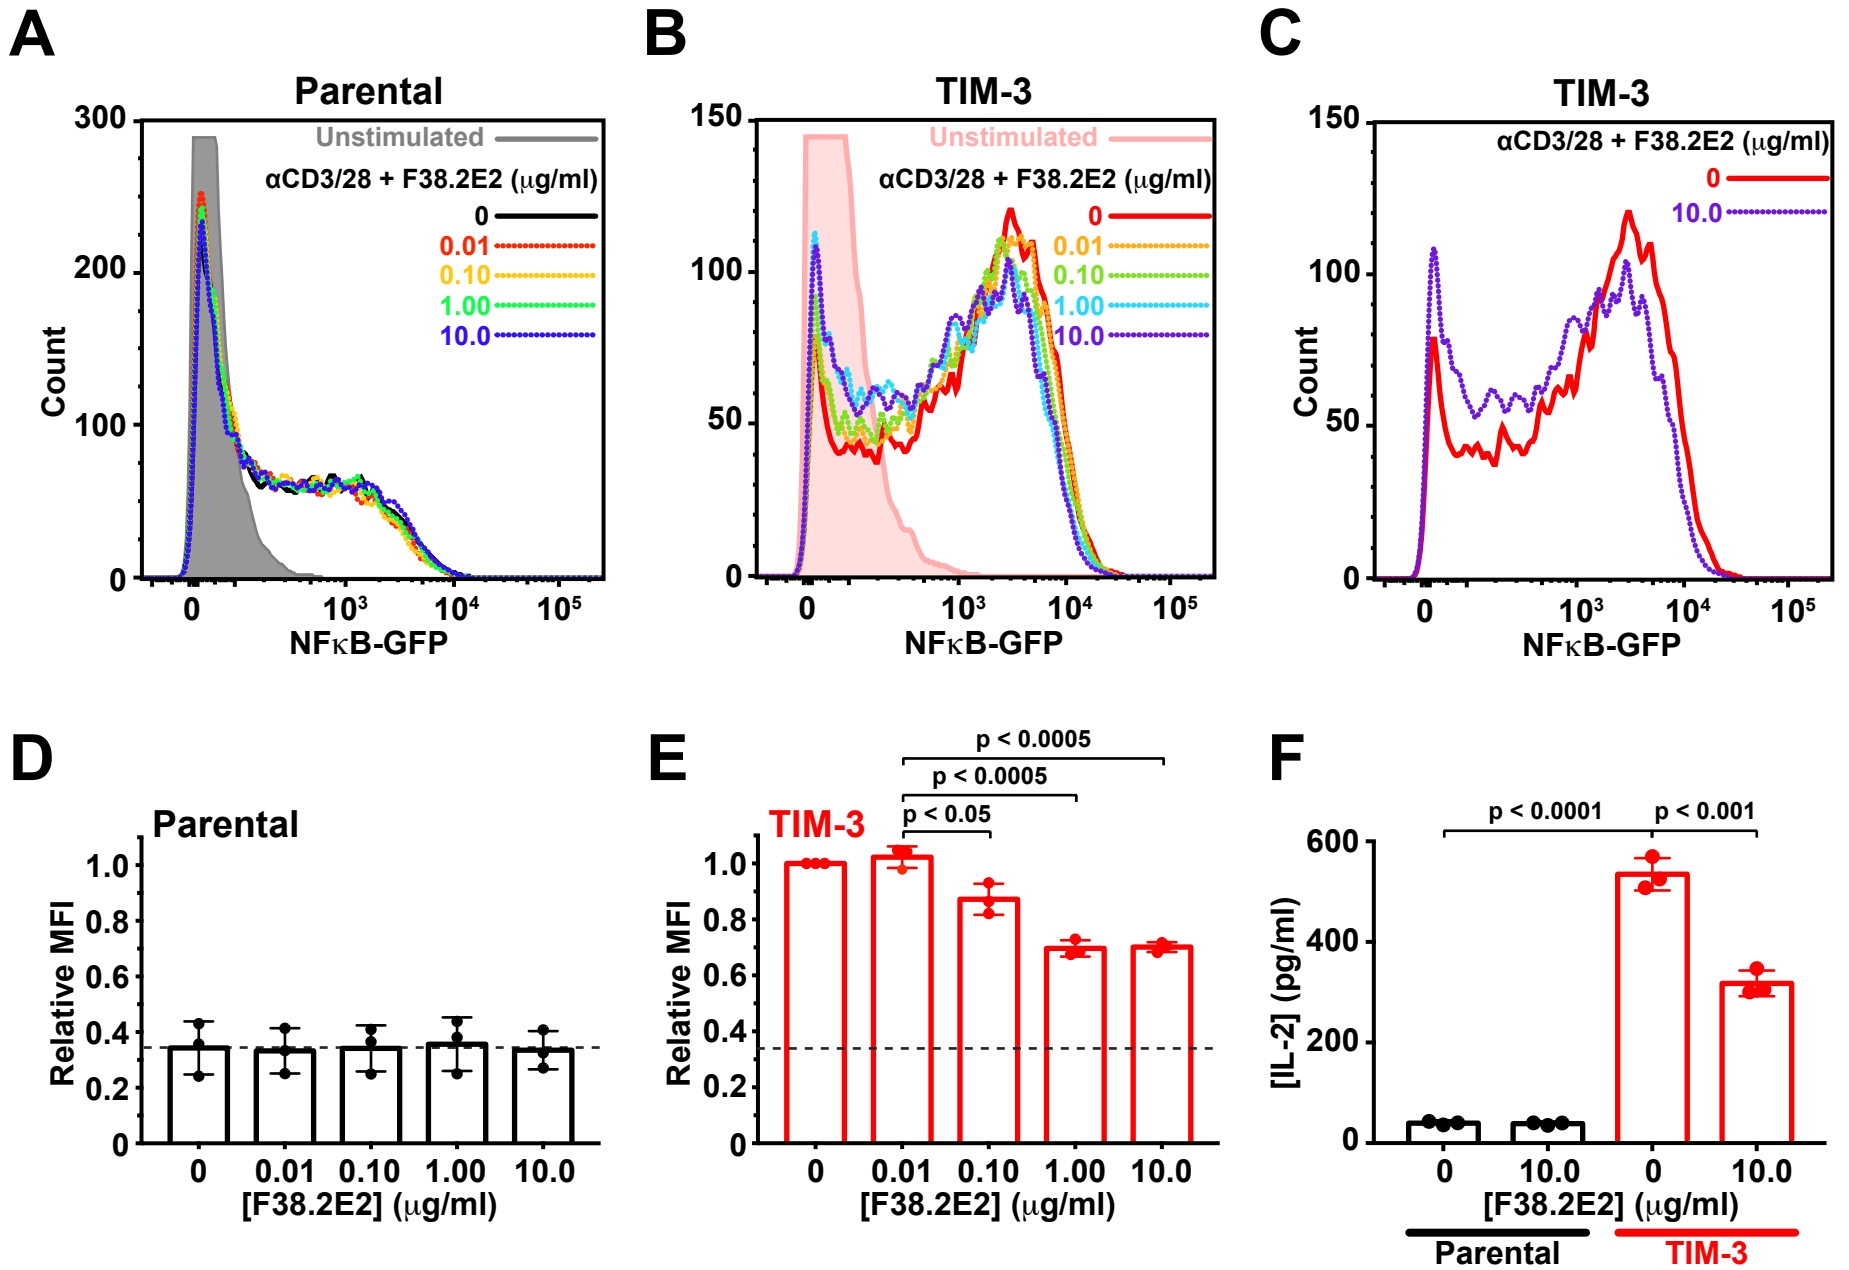 A
Parental
300
200
100
0
Count
Unstimulated
αCD3/28 + F38.2E2 (μg/ml)
0
0.01
0.10
1.00
10.0
0 10³ 10⁴ 10⁵
NFκB-GFP
B
TIM-3
150
100
50
0
Unstimulated
αCD3/28 + F38.2E2 (μg/ml)
0
0.01
0.10
1.00
10.0
0 10³ 10⁴ 10⁵
NFκB-GFP
C
TIM-3
150
100
50
0
Count
αCD3/28 + F38.2E2 (μg/ml)
0
10.0
0 10³ 10⁴ 10⁵
NFκB-GFP
D
Parental
1.0
0.8
0.6
0.4
0.2
0
Relative MFI
0 0.01 0.10 1.00 10.0
[F38.2E2] (μg/ml)
E
p < 0.0005
p < 0.0005
p < 0.05
TIM-3
1.0
0.8
0.6
0.4
0.2
0
Relative MFI
0 0.01 0.10 1.00 10.0
[F38.2E2] (μg/ml)
F
p < 0.0001 p < 0.001
600
400
200
0
[IL-2] (pg/ml)
0 10.0 0 10.0
[F38.2E2] (μg/ml)
Parental TIM-3